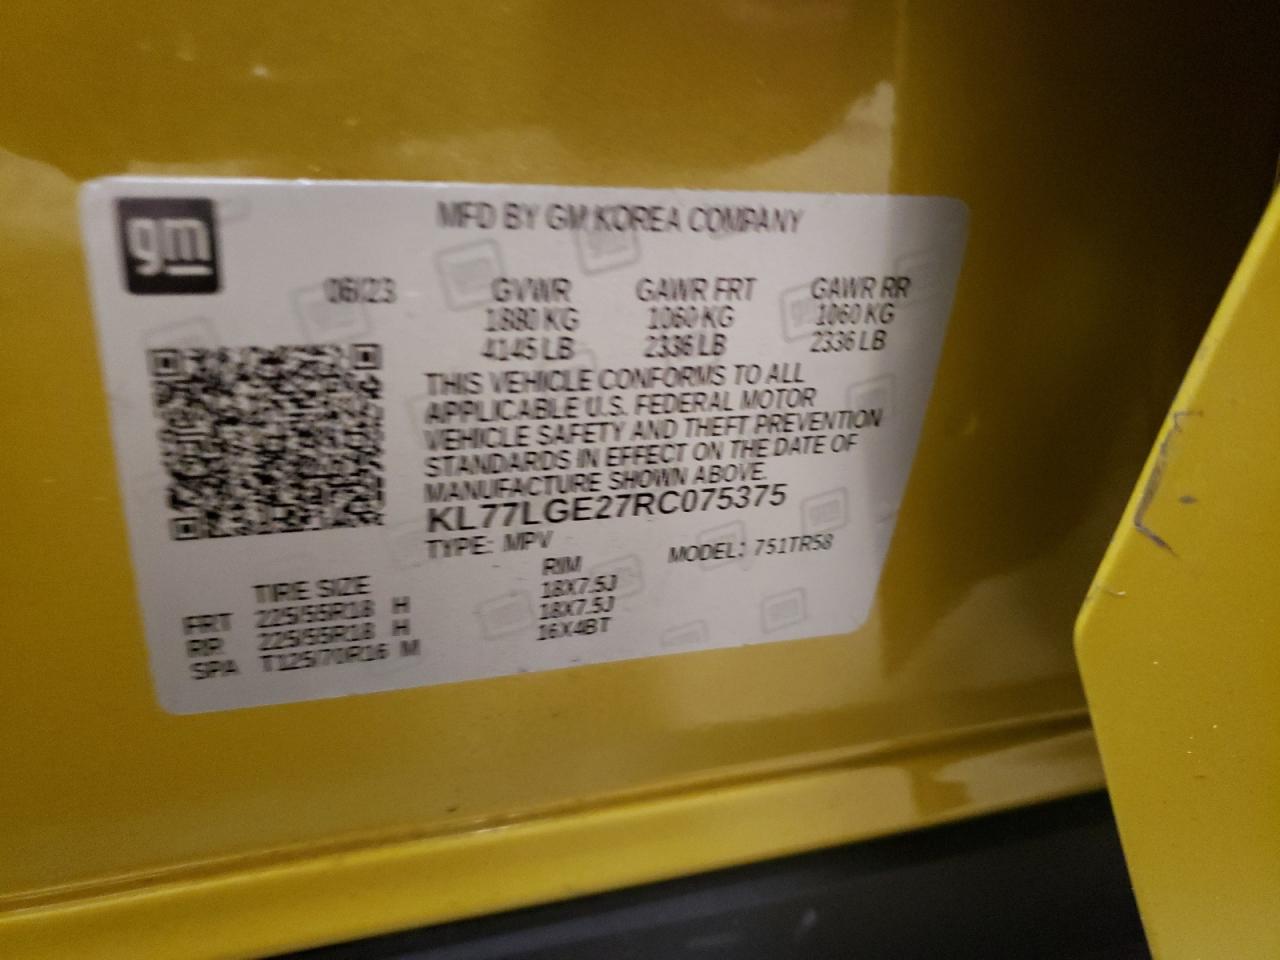 gm
MFD BY GM KOREA COMPANY
06/23 GVWR GAWR FRT GAWR RR
1880 KG 1060 KG 1060 KG
4145 LB 2336 LB 2336 LB
THIS VEHICLE CONFORMS TO ALL
APPLICABLE U.S. FEDERAL MOTOR
VEHICLE SAFETY AND THEFT PREVENTION
STANDARDS IN EFFECT ON THE DATE OF
MANUFACTURE SHOWN ABOVE.
KL77LGE27RC075375
TYPE: MPV MODEL: 751TR58
TIRE SIZE RIM
FRT 225/55R18 H 18X7.5J
RR 225/55R18 H 18X7.5J
SPA T125/70R16 M 16X4BT